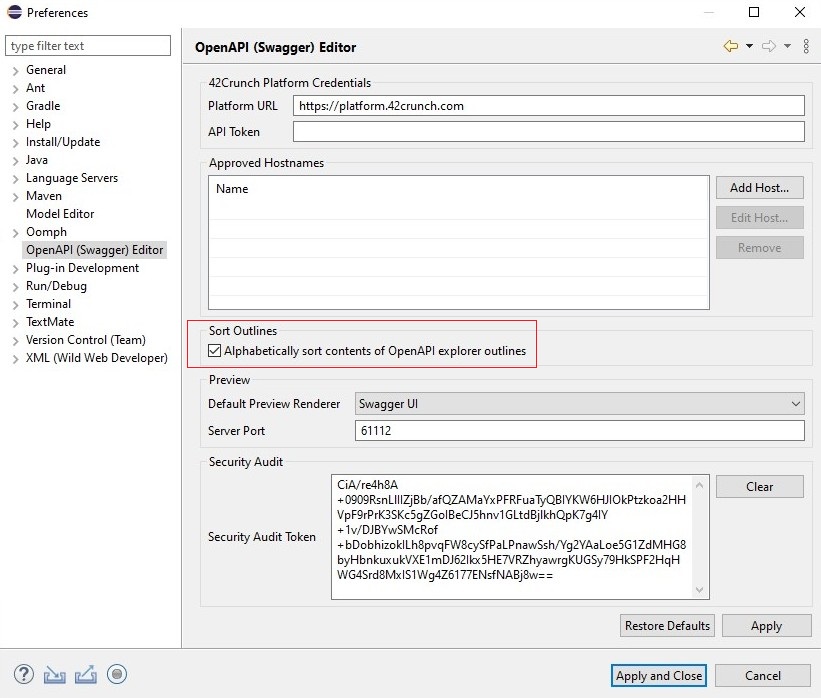 Preferences
type filter text
General
Ant
Gradle
Help
Install/Update
Java
Language Servers
Maven
Model Editor
Oomph
OpenAPI (Swagger) Editor
Plug-in Development
Run/Debug
Terminal
TextMate
Version Control (Team)
XML (Wild Web Developer)
OpenAPI (Swagger) Editor
42Crunch Platform Credentials
Platform URL
https://platform.42crunch.com
API Token
Approved Hostnames
Name
Add Host...
Edit Host...
Remove
Sort Outlines
Alphabetically sort contents of OpenAPI explorer outlines
Preview
Default Preview Renderer
Swagger UI
Server Port
61112
Security Audit
Security Audit Token
CiA/re4h8A
+1v/DJBYwSMcRof
Clear
Restore Defaults
Apply
Apply and Close
Cancel